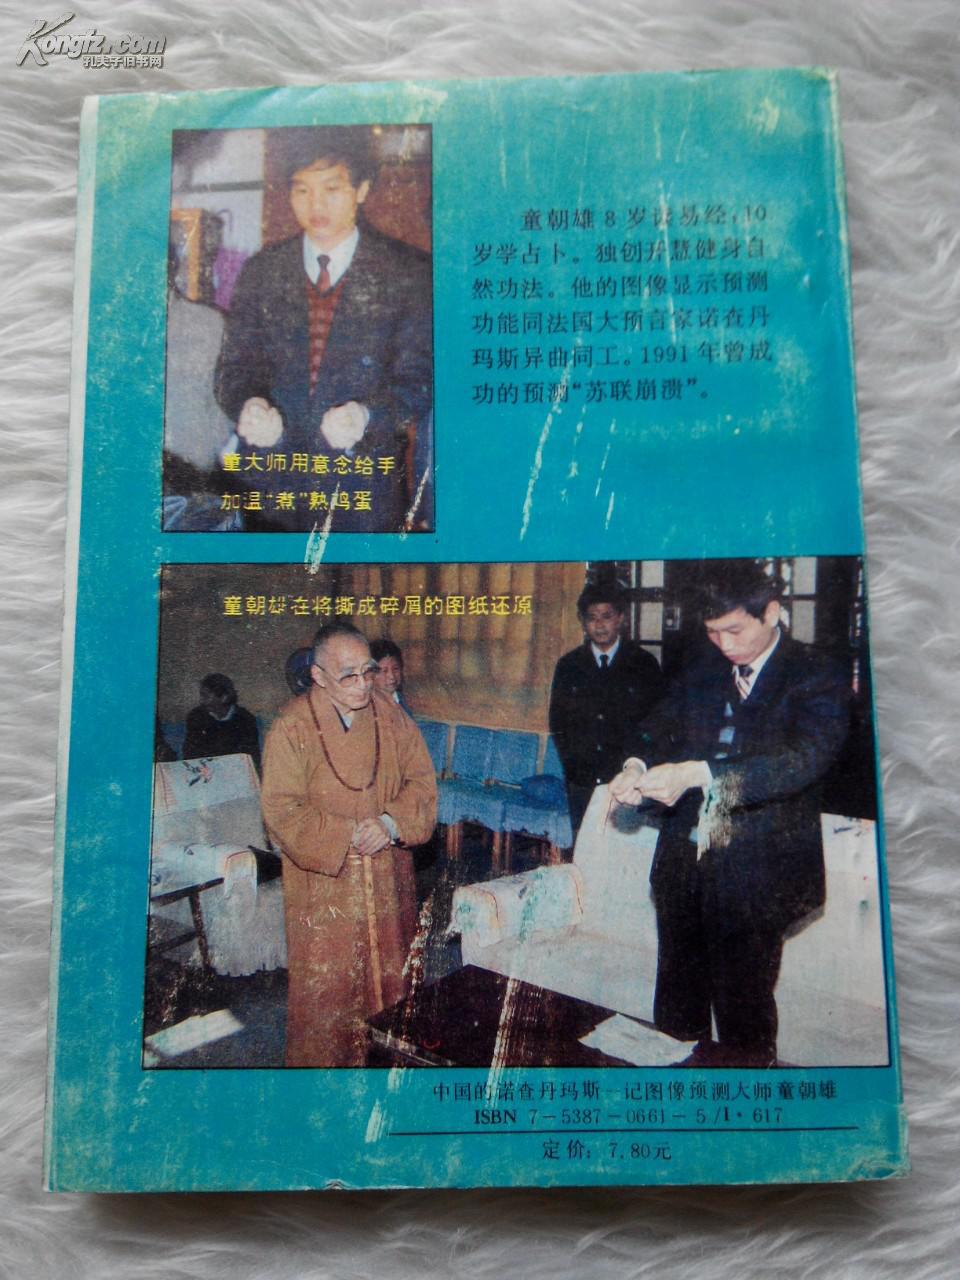 Kongfz.com
孔夫子旧书网
童朝雄8岁读易经，10
岁学占卜。独创开慧健身自
然功法。他的图像显示预测
功能同法国大预言家诺查丹
玛斯异曲同工。1991年曾成
功的预测“苏联崩溃”。
童大师用意念给手
加温“煮”熟鸡蛋
童朝雄在将撕成碎屑的图纸还原
中国的诺查丹玛斯—记图像预测大师童朝雄
ISBN 7-5387-0661-5/I·617
定价：7.80元